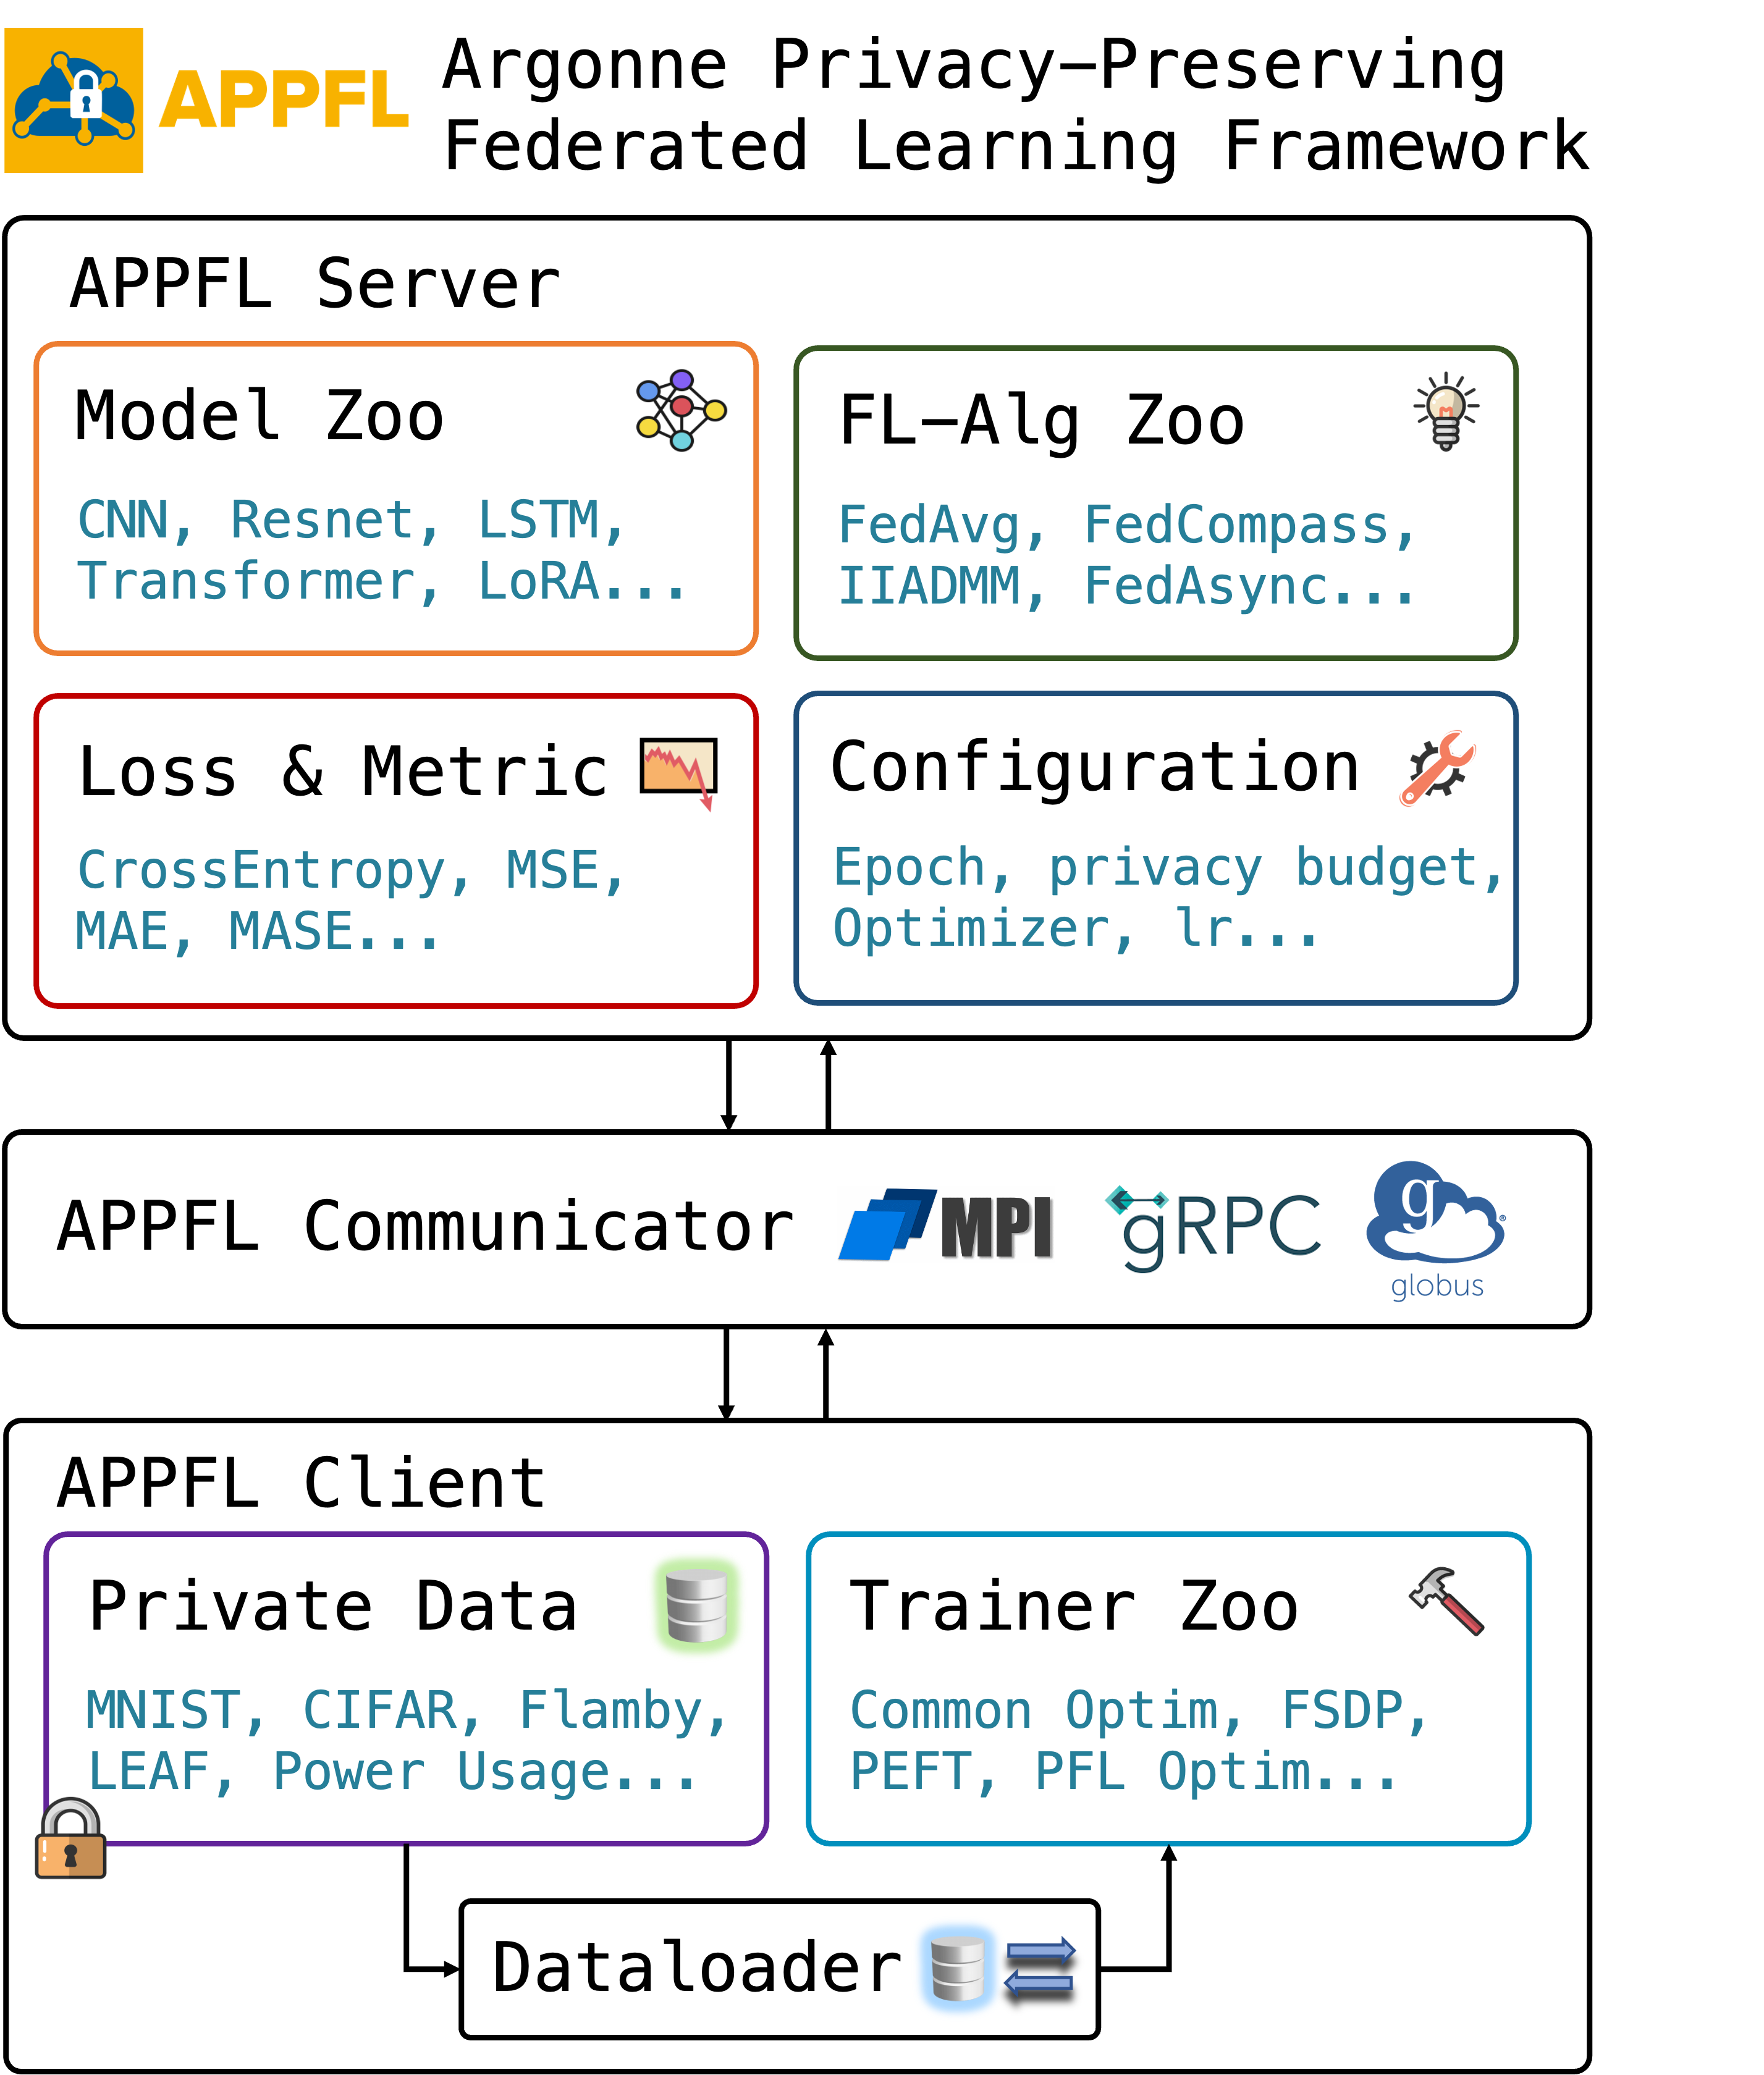 APPFL
Argonne Privacy-Preserving
Federated Learning Framework
APPFL Server
Model Zoo
CNN, Resnet, LSTM,
Transformer, LoRA...
FL-Alg Zoo
FedAvg, FedCompass,
IIADMM, FedAsync...
Loss & Metric
CrossEntropy, MSE,
MAE, MASE...
Configuration
Epoch, privacy budget,
Optimizer, lr...
APPFL Communicator
MPI
gRPC
g
®
globus
APPFL Client
Private Data
MNIST, CIFAR, Flamby,
LEAF, Power Usage...
Trainer Zoo
Common Optim, FSDP,
PEFT, PFL Optim...
Dataloader